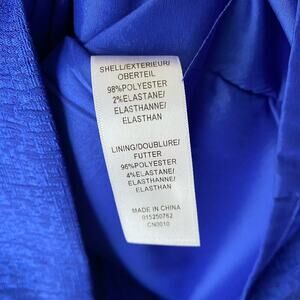 SHELL/EXTERIEUR/
OBERTEIL
98%POLYESTER
2%ELASTANE/
ELASTHANNE/
ELASTHAN
LINING/DOUBLURE/
FUTTER
96%POLYESTER
4%ELASTANE/
ELASTHANNE/
ELASTHAN
MADE IN CHINA
015250762
CN0010